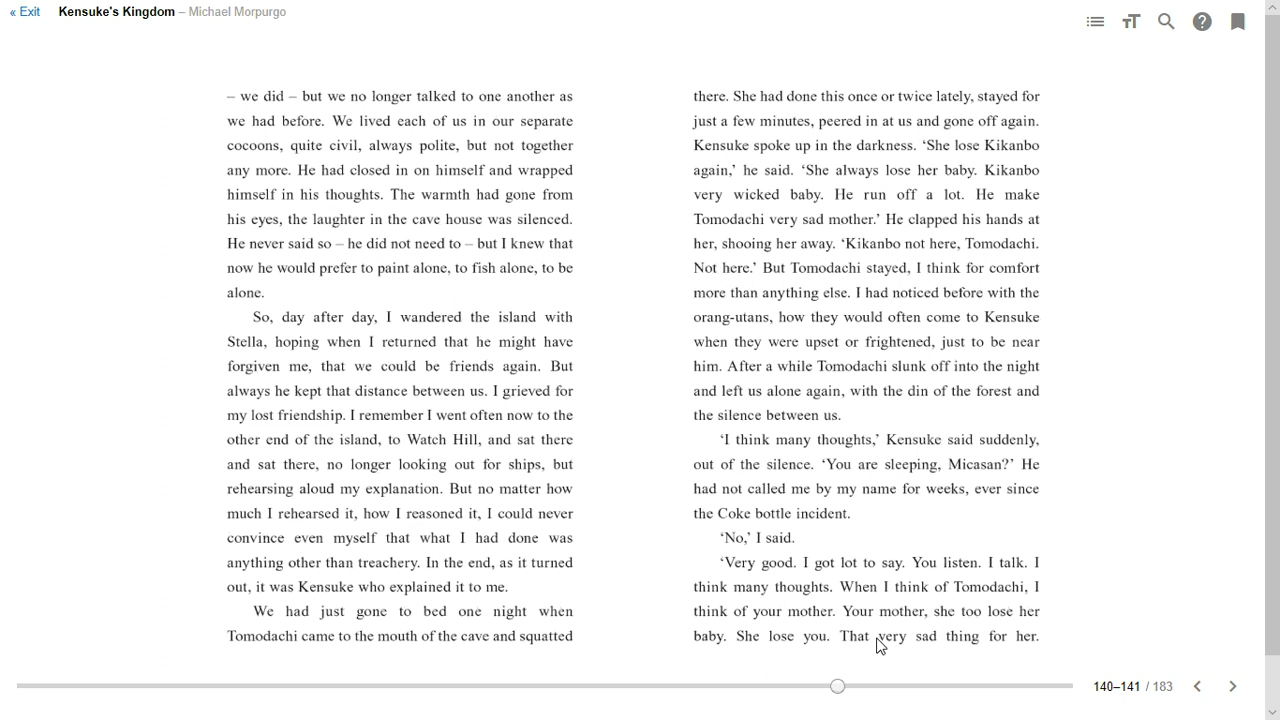 « Exit Kensuke's Kingdom – Michael Morpurgo
– we did – but we no longer talked to one another as
we had before. We lived each of us in our separate
cocoons, quite civil, always polite, but not together
any more. He had closed in on himself and wrapped
himself in his thoughts. The warmth had gone from
his eyes, the laughter in the cave house was silenced.
He never said so – he did not need to – but I knew that
now he would prefer to paint alone, to fish alone, to be
alone.
So, day after day, I wandered the island with
Stella, hoping when I returned that he might have
forgiven me, that we could be friends again. But
always he kept that distance between us. I grieved for
my lost friendship. I remember I went often now to the
other end of the island, to Watch Hill, and sat there
and sat there, no longer looking out for ships, but
rehearsing aloud my explanation. But no matter how
much I rehearsed it, how I reasoned it, I could never
convince even myself that what I had done was
anything other than treachery. In the end, as it turned
out, it was Kensuke who explained it to me.
We had just gone to bed one night when
Tomodachi came to the mouth of the cave and squatted
there. She had done this once or twice lately, stayed for
just a few minutes, peered in at us and gone off again.
Kensuke spoke up in the darkness. ‘She lose Kikanbo
again,’ he said. ‘She always lose her baby. Kikanbo
very wicked baby. He run off a lot. He make
Tomodachi very sad mother.’ He clapped his hands at
her, shooing her away. ‘Kikanbo not here, Tomodachi.
Not here.’ But Tomodachi stayed, I think for comfort
more than anything else. I had noticed before with the
orang-utans, how they would often come to Kensuke
when they were upset or frightened, just to be near
him. After a while Tomodachi slunk off into the night
and left us alone again, with the din of the forest and
the silence between us.
‘I think many thoughts,’ Kensuke said suddenly,
out of the silence. ‘You are sleeping, Micasan?’ He
had not called me by my name for weeks, ever since
the Coke bottle incident.
‘No,’ I said.
‘Very good. I got lot to say. You listen. I talk. I
think many thoughts. When I think of Tomodachi, I
think of your mother. Your mother, she too lose her
baby. She lose you. That very sad thing for her.
140–141 / 183